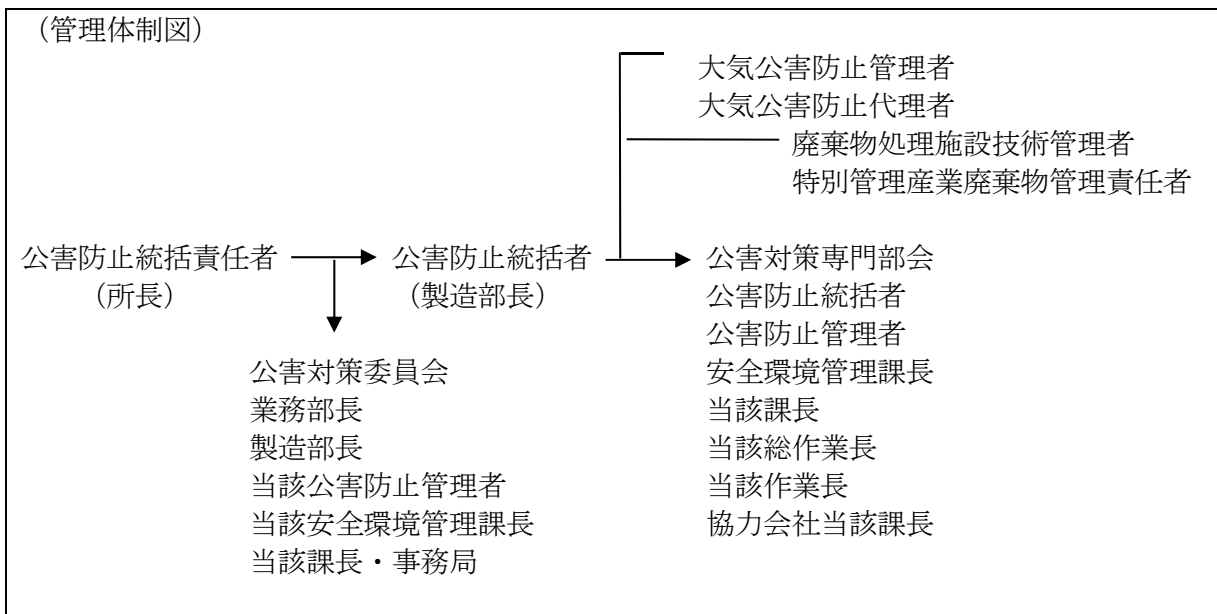 （管理体制図）
大気公害防止管理者
大気公害防止代理者
廃棄物処理施設技術管理者
特別管理産業廃棄物管理責任者
公害防止統括責任者
（所長）
公害防止統括者
（製造部長）
公害対策専門部会
公害防止統括者
公害防止管理者
安全環境管理課長
当該課長
当該総作業長
当該作業長
協力会社当該課長
公害対策委員会
業務部長
製造部長
当該公害防止管理者
当該安全環境管理課長
当該課長・事務局